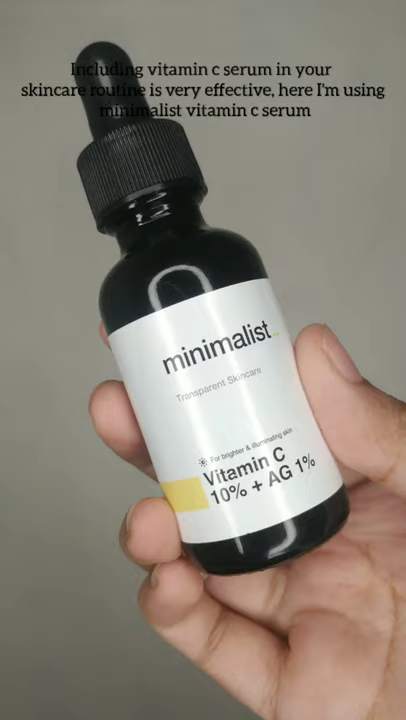 Including vitamin c serum in your
skincare routine is very effective, here I'm using
minimalist vitamin c serum
minimalist
Transparent Skincare
For brighter & illuminating skin
Vitamin C
10% + AG 1%